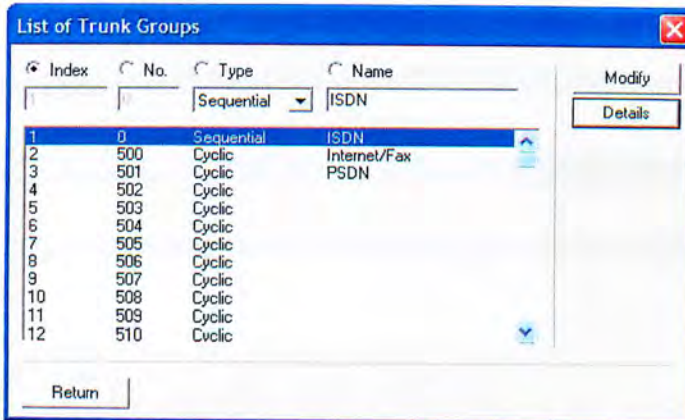 List of Trunk Groups
Index No. Type Name
1 0 Sequential ISDN
Modify
Details
1 0 Sequential ISDN
2 500 Cyclic Internet/Fax
3 501 Cyclic PSDN
4 502 Cyclic
5 503 Cyclic
6 504 Cyclic
7 505 Cyclic
8 506 Cyclic
9 507 Cyclic
10 508 Cyclic
11 509 Cyclic
12 510 Cyclic
Return